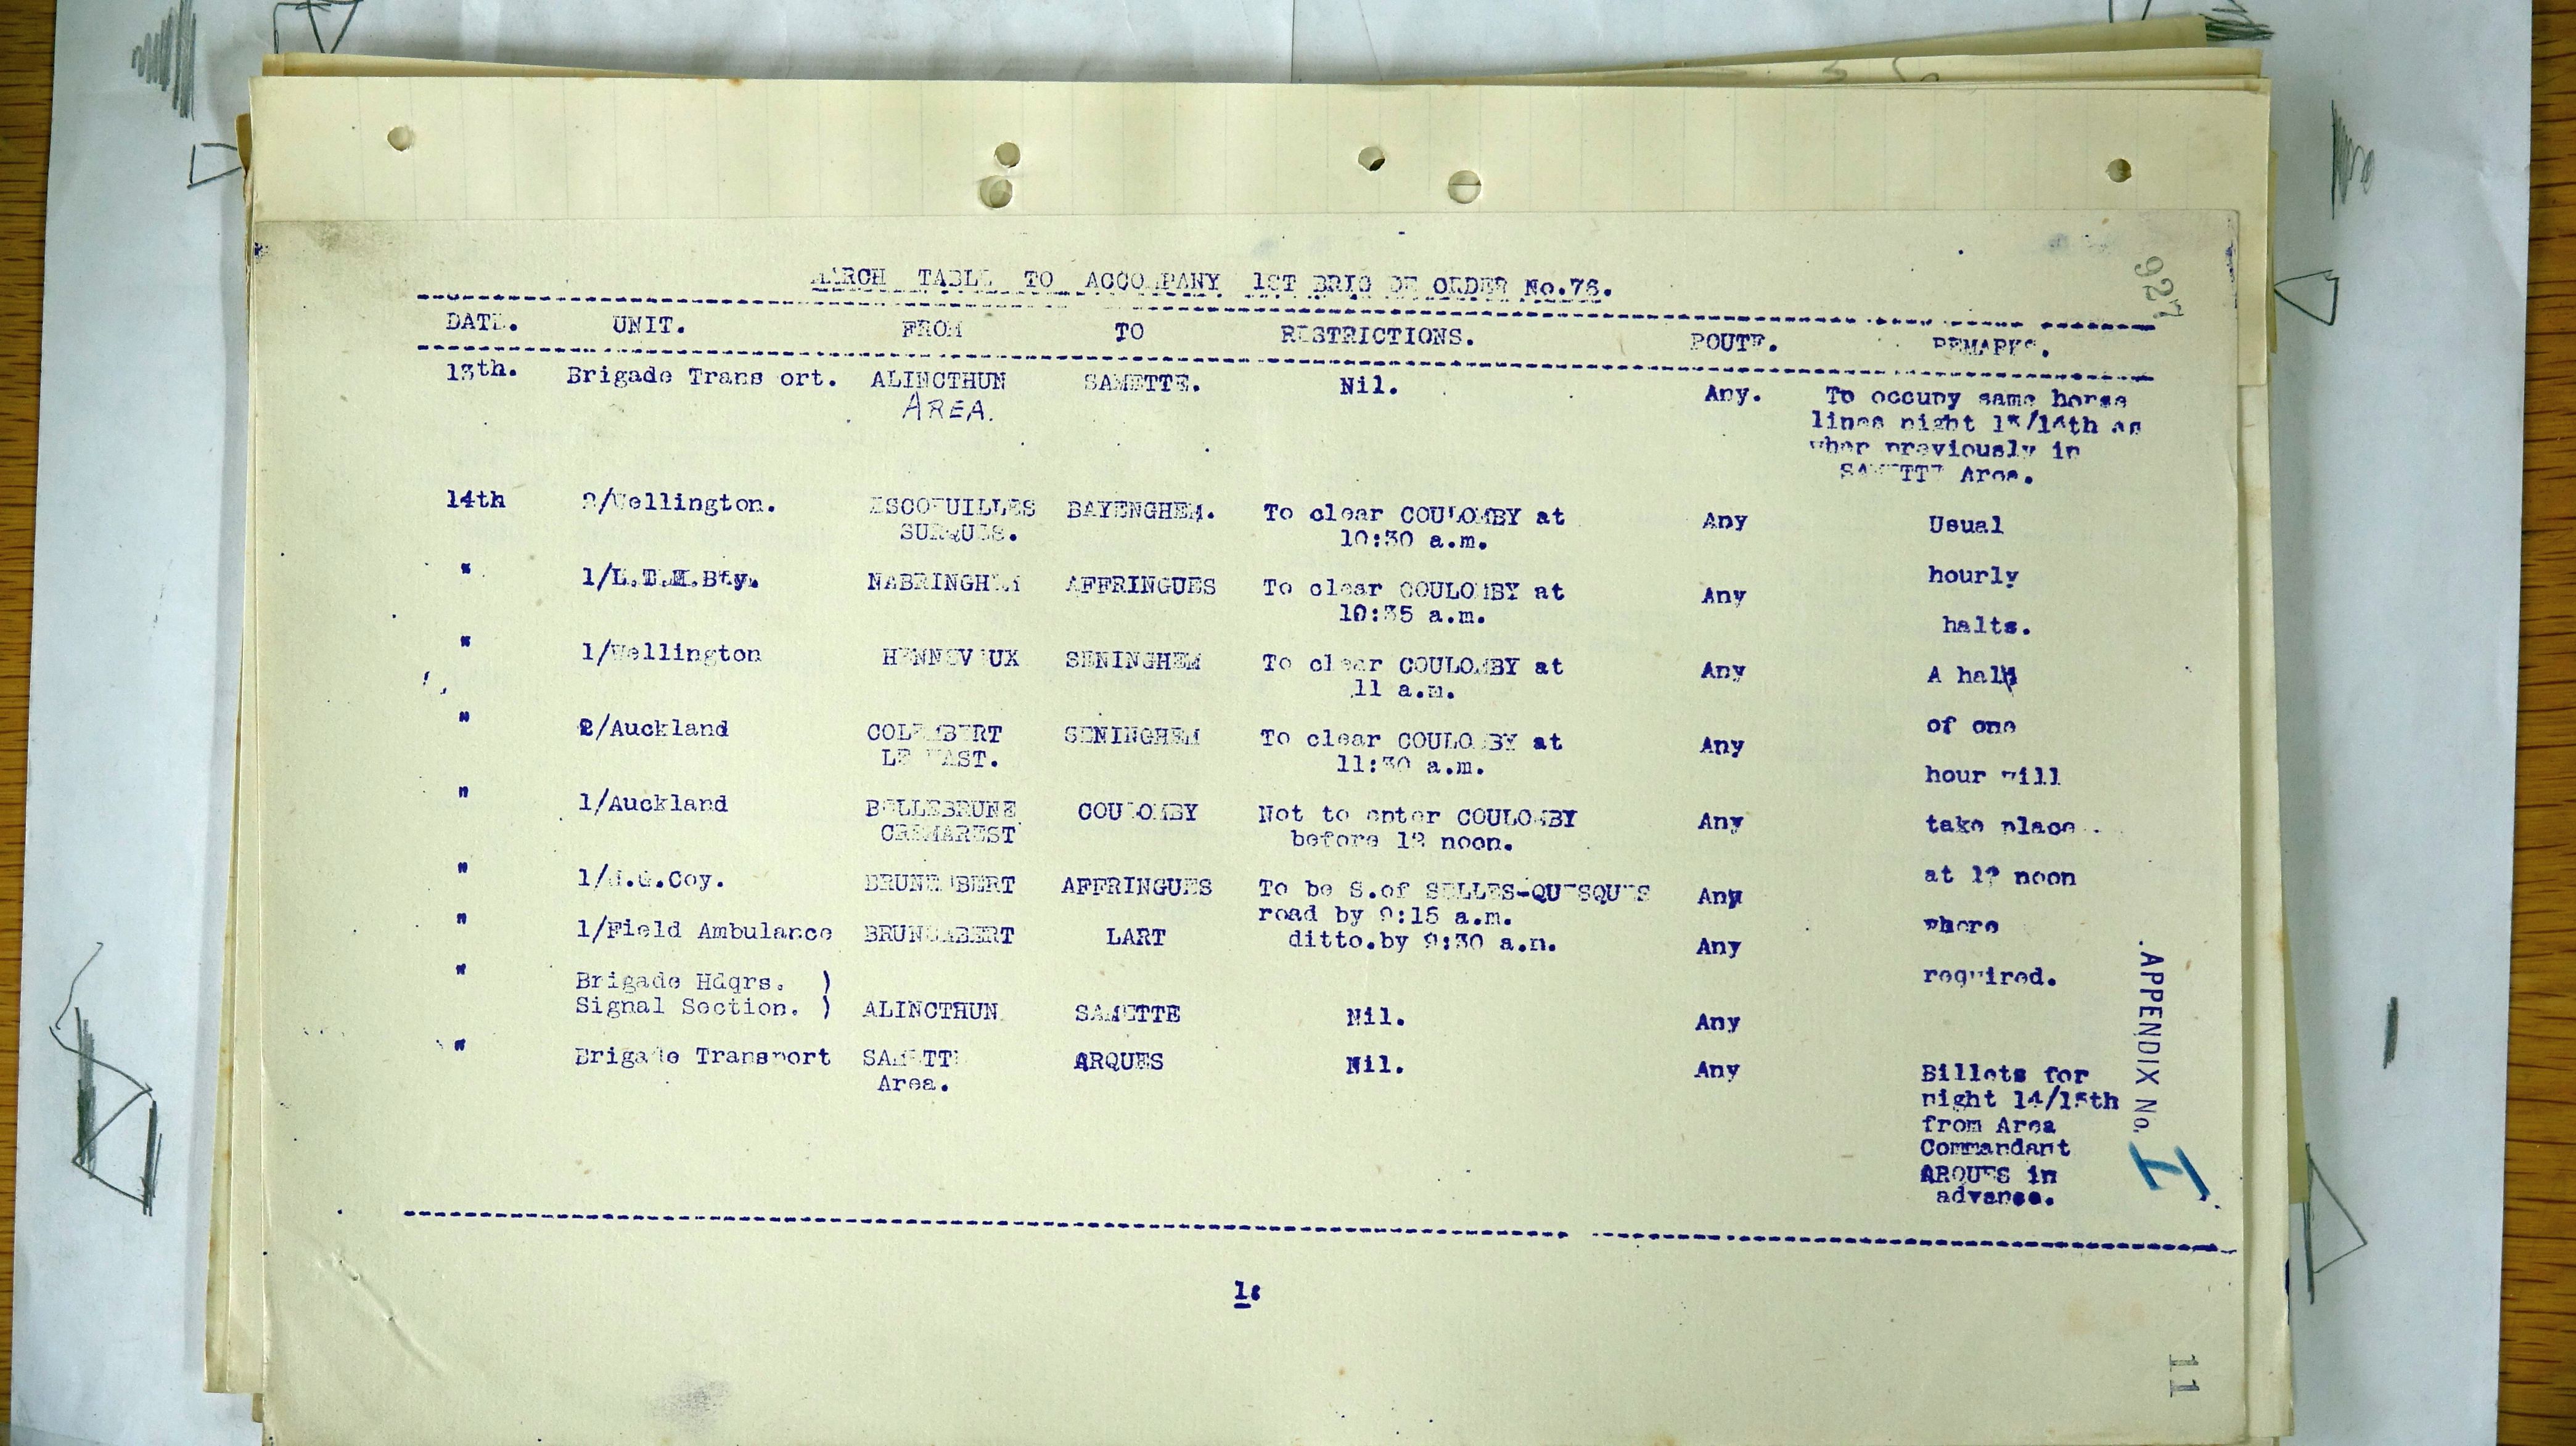 MARCH TABLE TO ACCOMPANY 1ST BRIGADE ORDER No.76.
DATE. UNIT. FROM TO RESTRICTIONS. ROUTE. REMARKS.
13th. Brigade Transport. ALINCTHUN SAMETTE. Nil. Any. To occupy same horse
AREA. lines night 13/14th as
when previously in
SAMETTE Area.
14th 2/Wellington. ESCOEUILLES BAYENGHEM. To clear COULOMBY at Any Usual
SURQUES. 10:30 a.m.
" 1/L.T.M.Bty. NABRINGHEM AFFRINGUES To clear COULOMBY at Any hourly
10:35 a.m. halts.
" 1/Wellington HENNEVEUX SENINGHEM To clear COULOMBY at Any A halt
11 a.m.
" 2/Auckland COLEMBERT SENINGHEM To clear COULOMBY at Any of one
LE WAST. 11:30 a.m. hour will
" 1/Auckland BELLEBRUNE COULOMBY Not to enter COULOMBY Any take place
CREMAREST before 12 noon.
" 1/M.G.Coy. BRUNEMBERT AFFRINGUES To be S.of SELLES-QUESQUES Any at 12 noon
road by 9:15 a.m.
" 1/Field Ambulance BRUNEMBERT LART ditto.by 9:30 a.m. Any where
" Brigade Hdqrs. ) required.
Signal Section. ) ALINCTHUN SAMETTE Nil. Any
" Brigade Transport SAMETTE ARQUES Nil. Any Billets for
Area. night 14/15th
from Area
Commandant
ARQUES in
advance.
1:
927
APPENDIX No. I
11